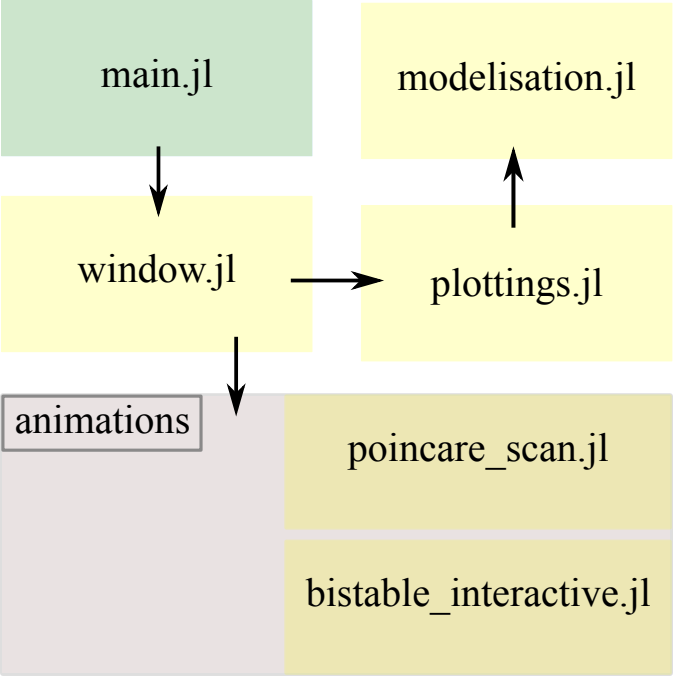 main.jl
modelisation.jl
window.jl
plottings.jl
animations
poincare_scan.jl
bistable_interactive.jl